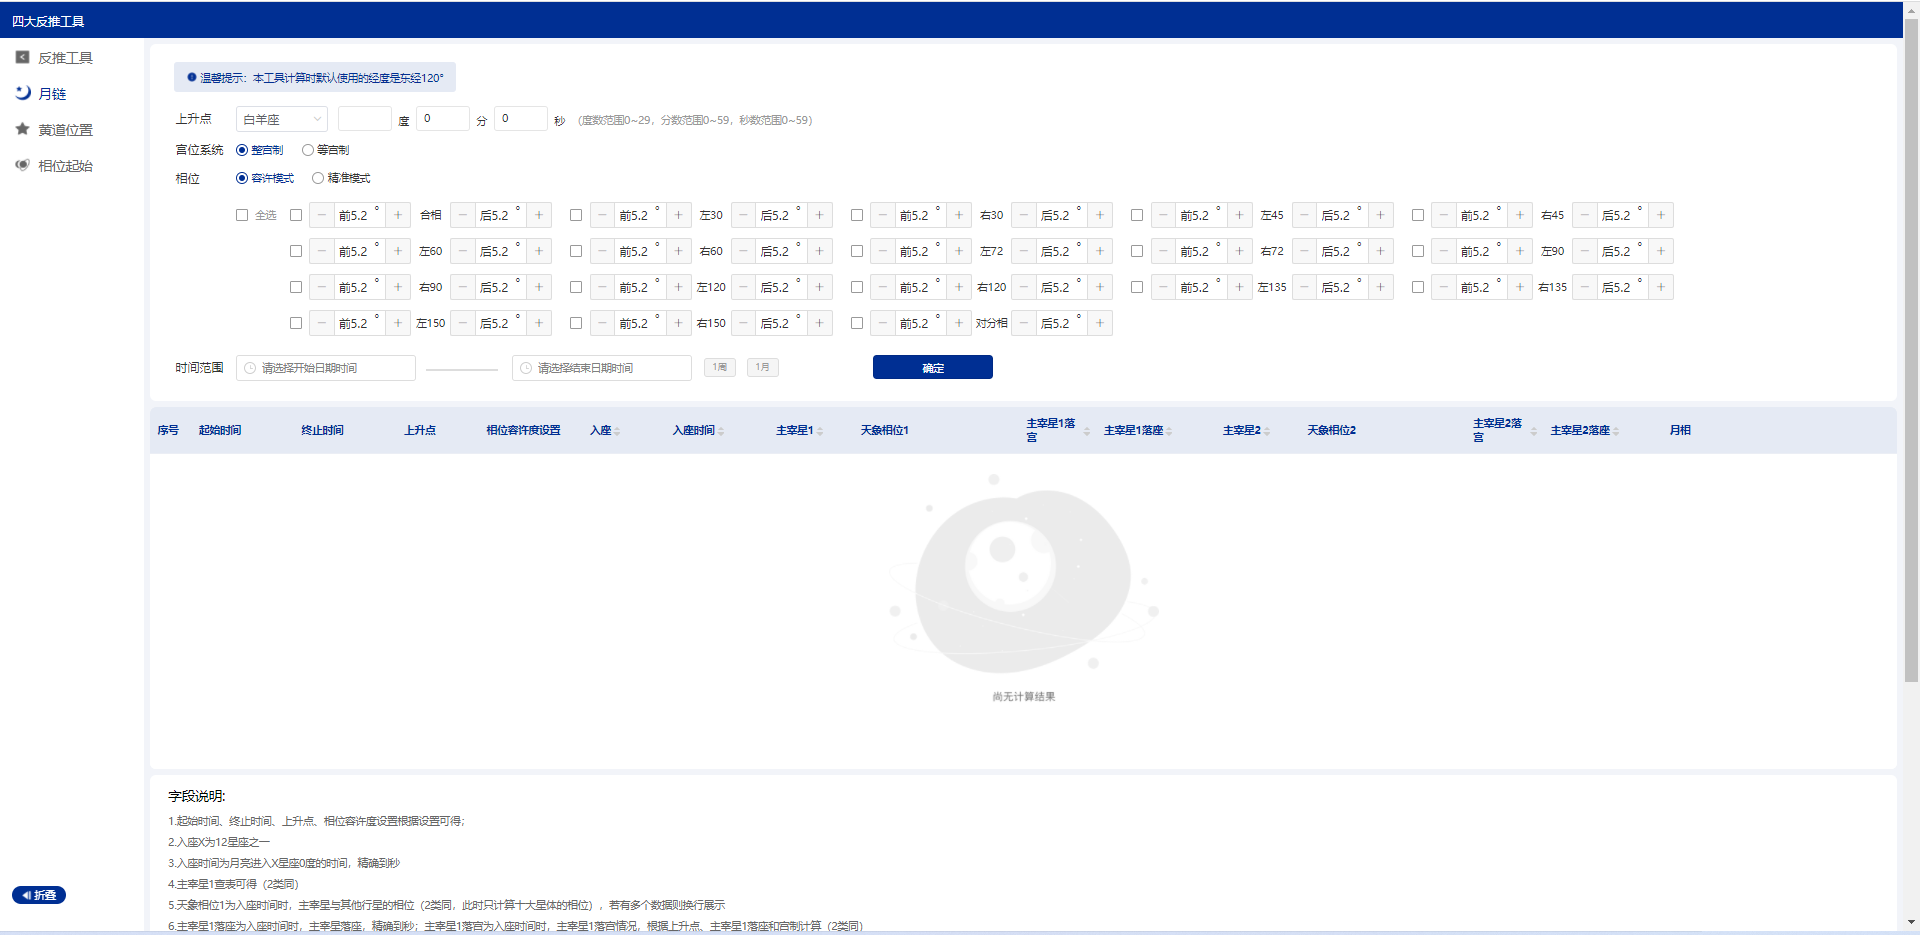 四大反推工具
反推工具
月链
黄道位置
相位起始
折叠
温馨提示：本工具计算时默认使用的经度是东经120°
上升点 白羊座 度 0 分 0 秒 （度数范围0~29，分数范围0~59，秒数范围0~59）
宫位系统 整宫制 等宫制
相位 容许模式 精准模式
全选 − 前5.2 ° + 合相 − 后5.2 ° + − 前5.2 ° + 左30 − 后5.2 ° + − 前5.2 ° + 右30 − 后5.2 ° + − 前5.2 ° + 左45 − 后5.2 ° + − 前5.2 ° + 右45 − 后5.2 ° +
− 前5.2 ° + 左60 − 后5.2 ° + − 前5.2 ° + 右60 − 后5.2 ° + − 前5.2 ° + 左72 − 后5.2 ° + − 前5.2 ° + 右72 − 后5.2 ° + − 前5.2 ° + 左90 − 后5.2 ° +
− 前5.2 ° + 右90 − 后5.2 ° + − 前5.2 ° + 左120 − 后5.2 ° + − 前5.2 ° + 右120 − 后5.2 ° + − 前5.2 ° + 左135 − 后5.2 ° + − 前5.2 ° + 右135 − 后5.2 ° +
− 前5.2 ° + 左150 − 后5.2 ° + − 前5.2 ° + 右150 − 后5.2 ° + − 前5.2 ° + 对分相 − 后5.2 ° +
时间范围 请选择开始日期时间 请选择结束日期时间 1周 1月 确定
序号 起始时间 终止时间 上升点 相位容许度设置 入座 入座时间 主宰星1 天象相位1 主宰星1落宫 主宰星1落座 主宰星2 天象相位2 主宰星2落宫 主宰星2落座 月相
尚无计算结果
字段说明:
1.起始时间、终止时间、上升点、相位容许度设置根据设置可得；
2.入座X为12星座之一
3.入座时间为月亮进入X星座0度的时间，精确到秒
4.主宰星1查表可得（2类同）
5.天象相位1为入座时间时，主宰星与其他行星的相位（2类同，此时只计算十大星体的相位），若有多个数据则换行展示
6.主宰星1落座为入座时间时，主宰星落座，精确到秒；主宰星1落宫为入座时间时，主宰星1落宫情况，根据上升点、主宰星1落座和宫制计算（2类同）